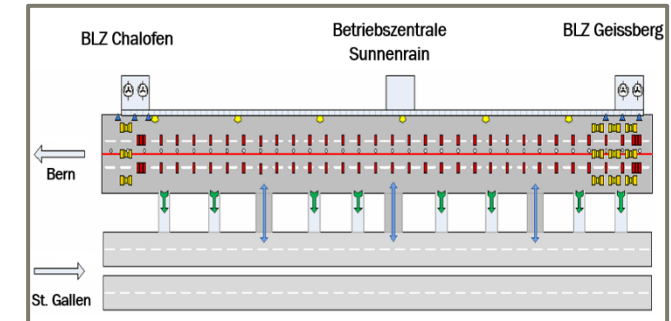 BLZ Chalofen
Betriebszentrale
Sunnenrain
BLZ Geissberg
Bern
St. Gallen